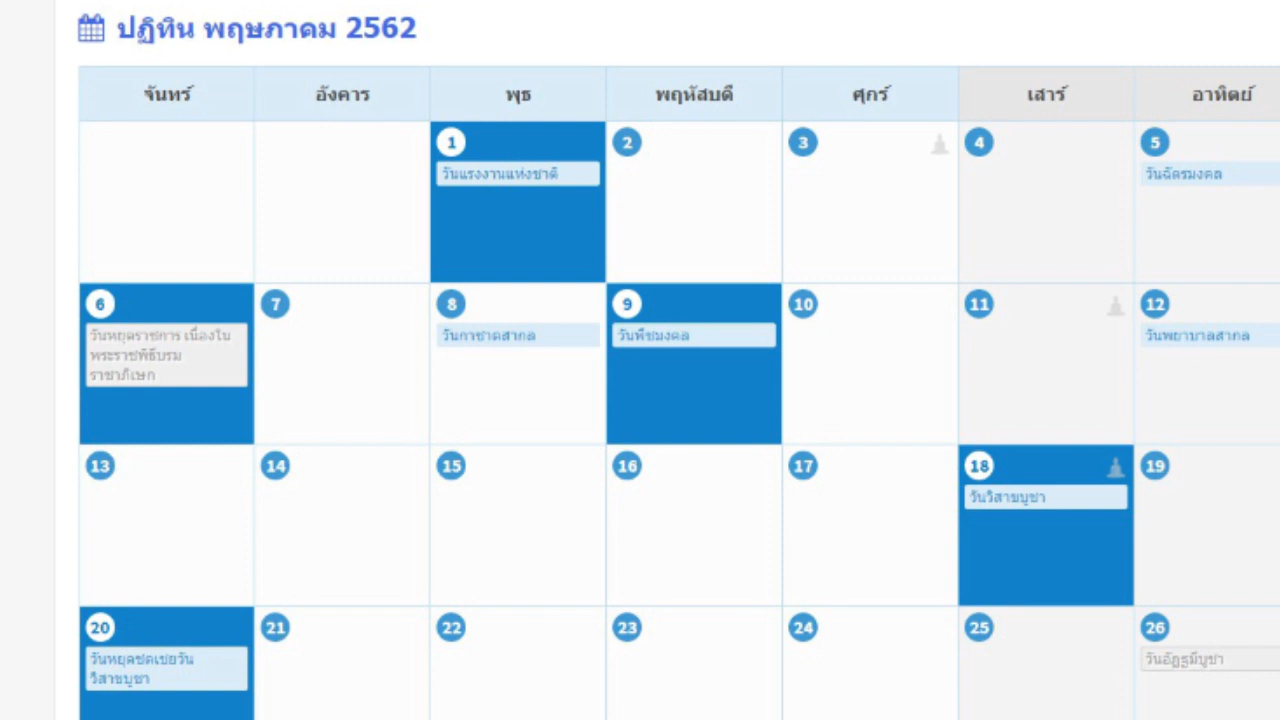 ปฏิทิน พฤษภาคม 2562
จันทร์ อังคาร พุธ พฤหัสบดี ศุกร์ เสาร์ อาทิตย์
1 2 3 4 5
วันแรงงานแห่งชาติ วันฉัตรมงคล
6 7 8 9 10 11 12
วันหยุดราชการ เนื่องใน วันกาชาดสากล วันพืชมงคล วันพยาบาลสากล
พระราชพิธีบรม
ราชาภิเษก
13 14 15 16 17 18 19
วันวิสาขบูชา
20 21 22 23 24 25 26
วันหยุดชดเชยวัน วันอัฏฐมีบูชา
วิสาขบูชา